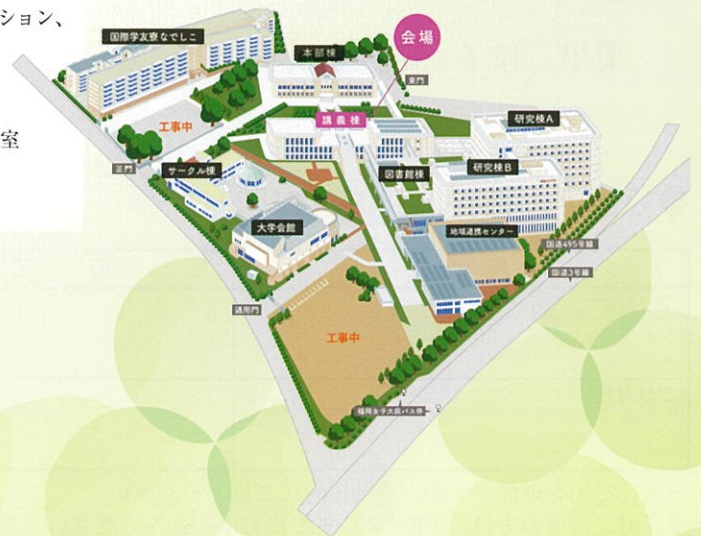 ション、
室
国際学友寮なでしこ
本部棟
会場
東門
工事中
講義棟
研究棟A
正門
サークル棟
図書館棟
研究棟B
大学会館
地域連携センター
国道495号線
国道3号線
通用門
工事中
福岡女子大前バス停